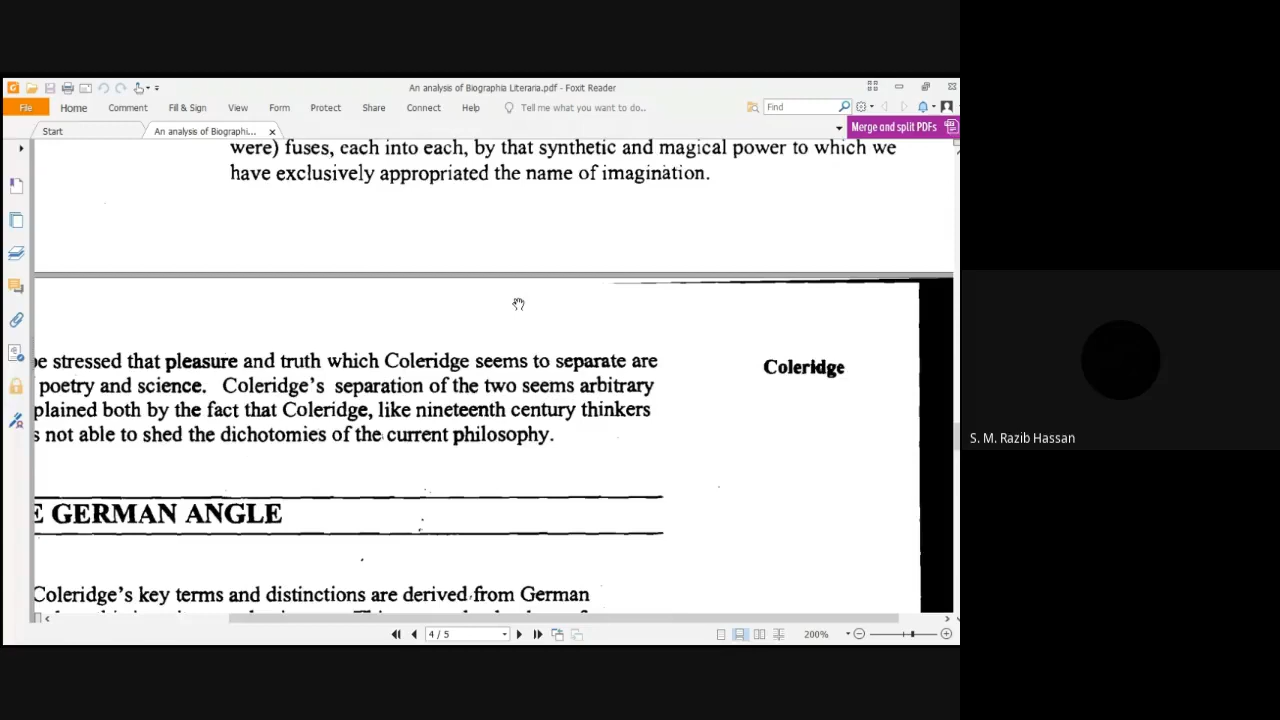 An analysis of Biographia Literaria.pdf - Foxit Reader
File Home Comment Fill & Sign View Form Protect Share Connect Help Tell me what you want to do.. Find
Start An analysis of Biographi... Merge and split PDFs
were) fuses, each into each, by that synthetic and magical power to which we
have exclusively appropriated the name of imagination.
be stressed that pleasure and truth which Coleridge seems to separate are
Coleridge
poetry and science. Coleridge's separation of the two seems arbitrary
plained both by the fact that Coleridge, like nineteenth century thinkers
s not able to shed the dichotomies of the current philosophy.
S. M. Razib Hassan
E GERMAN ANGLE
Coleridge's key terms and distinctions are derived from German
4 / 5
200%